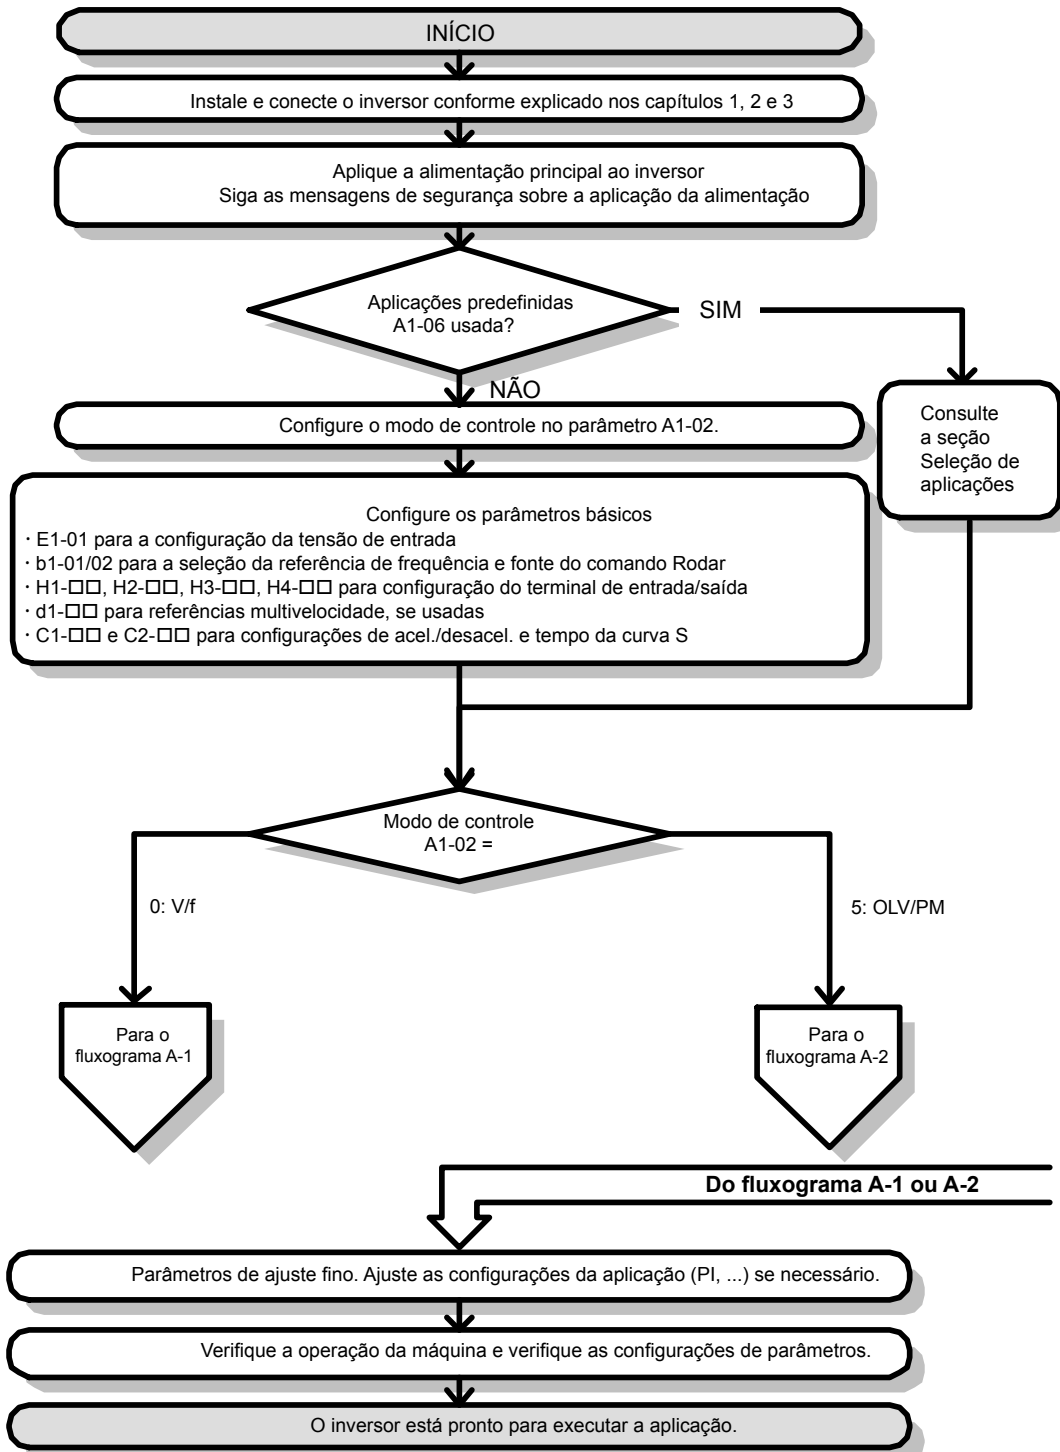 INÍCIO
Instale e conecte o inversor conforme explicado nos capítulos 1, 2 e 3
Aplique a alimentação principal ao inversor
Siga as mensagens de segurança sobre a aplicação da alimentação
Aplicações predefinidas
A1-06 usada?
SIM
NÃO
Configure o modo de controle no parâmetro A1-02.
Consulte
a seção
Seleção de
aplicações
Configure os parâmetros básicos
· E1-01 para a configuração da tensão de entrada
· b1-01/02 para a seleção da referência de frequência e fonte do comando Rodar
· H1-□□, H2-□□, H3-□□, H4-□□ para configuração do terminal de entrada/saída
· d1-□□ para referências multivelocidade, se usadas
· C1-□□ e C2-□□ para configurações de acel./desacel. e tempo da curva S
Modo de controle
A1-02 =
0: V/f
5: OLV/PM
Para o
fluxograma A-1
Para o
fluxograma A-2
Do fluxograma A-1 ou A-2
Parâmetros de ajuste fino. Ajuste as configurações da aplicação (PI, ...) se necessário.
Verifique a operação da máquina e verifique as configurações de parâmetros.
O inversor está pronto para executar a aplicação.